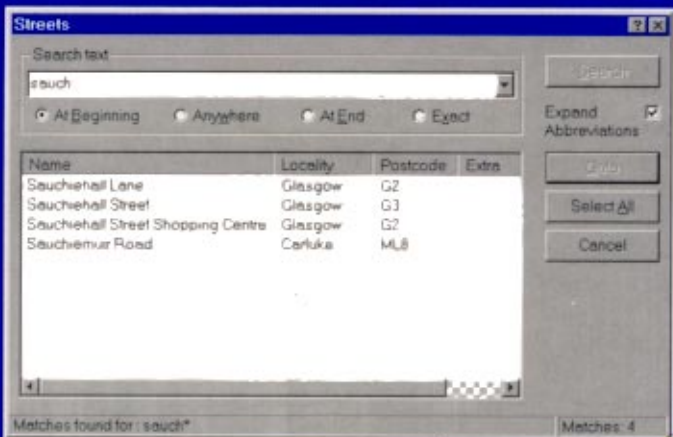 Streets
Search text
sauch
At Beginning Anywhere At End Exact
Search
Expand Abbreviations
Name Locality Postcode Extra
Sauchiehall Lane Glasgow G2
Sauchiehall Street Glasgow G3
Sauchiehall Street Shopping Centre Glasgow G2
Sauchiemuir Road Carluke ML8
Select All
Cancel
Matches found for : sauch*
Matches: 4